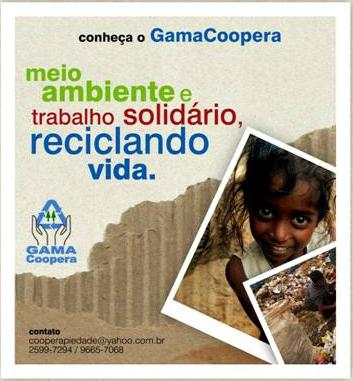 conheça o GamaCoopera
meio
ambiente e
trabalho solidário,
reciclando
vida.
GAMA
Coopera
contato
cooperapiedade@yahoo.com.br
2599-7294 / 9665-7068